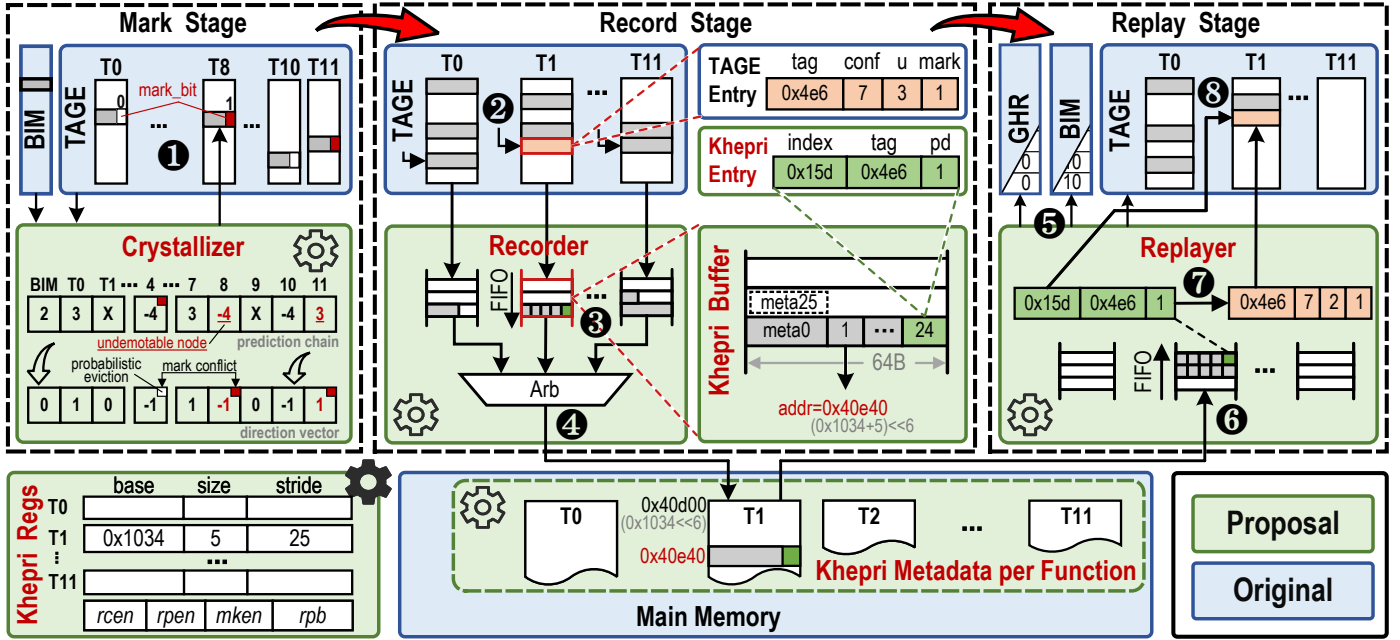 Mark Stage
BIM
TAGE
T0
T8
T10
T11
0
mark_bit
1
...
...
❶
Crystallizer
BIM T0 T1 ... 4 ... 7 8 9 10 11
2 3 X -4 3 -4 X -4 3
undemotable node
prediction chain
probabilistic
eviction
mark conflict
0 1 0 -1 1 -1 0 -1 1
direction vector
Record Stage
TAGE
T0
T1
T11
...
❷
TAGE
Entry
tag conf u mark
0x4e6 7 3 1
Khepri
Entry
index tag pd
0x15d 0x4e6 1
Recorder
FIFO
...
❸
Arb
❹
Khepri Buffer
meta25
meta0 1 ... 24
64B
addr=0x40e40
(0x1034+5)<<6
Replay Stage
GHR
0
0
BIM
10
10
TAGE
T0
T1
T11
...
❽
❺
Replayer
❼
0x15d 0x4e6 1
0x4e6 7 2 1
FIFO
...
❻
Khepri Regs
base size stride
T0
T1 0x1034 5 25
...
...
T11
rcen rpen mken rpb
T0
0x40d00
(0x1034<<6)
0x40e40
T1
T2
...
T11
Khepri Metadata per Function
Main Memory
Proposal
Original